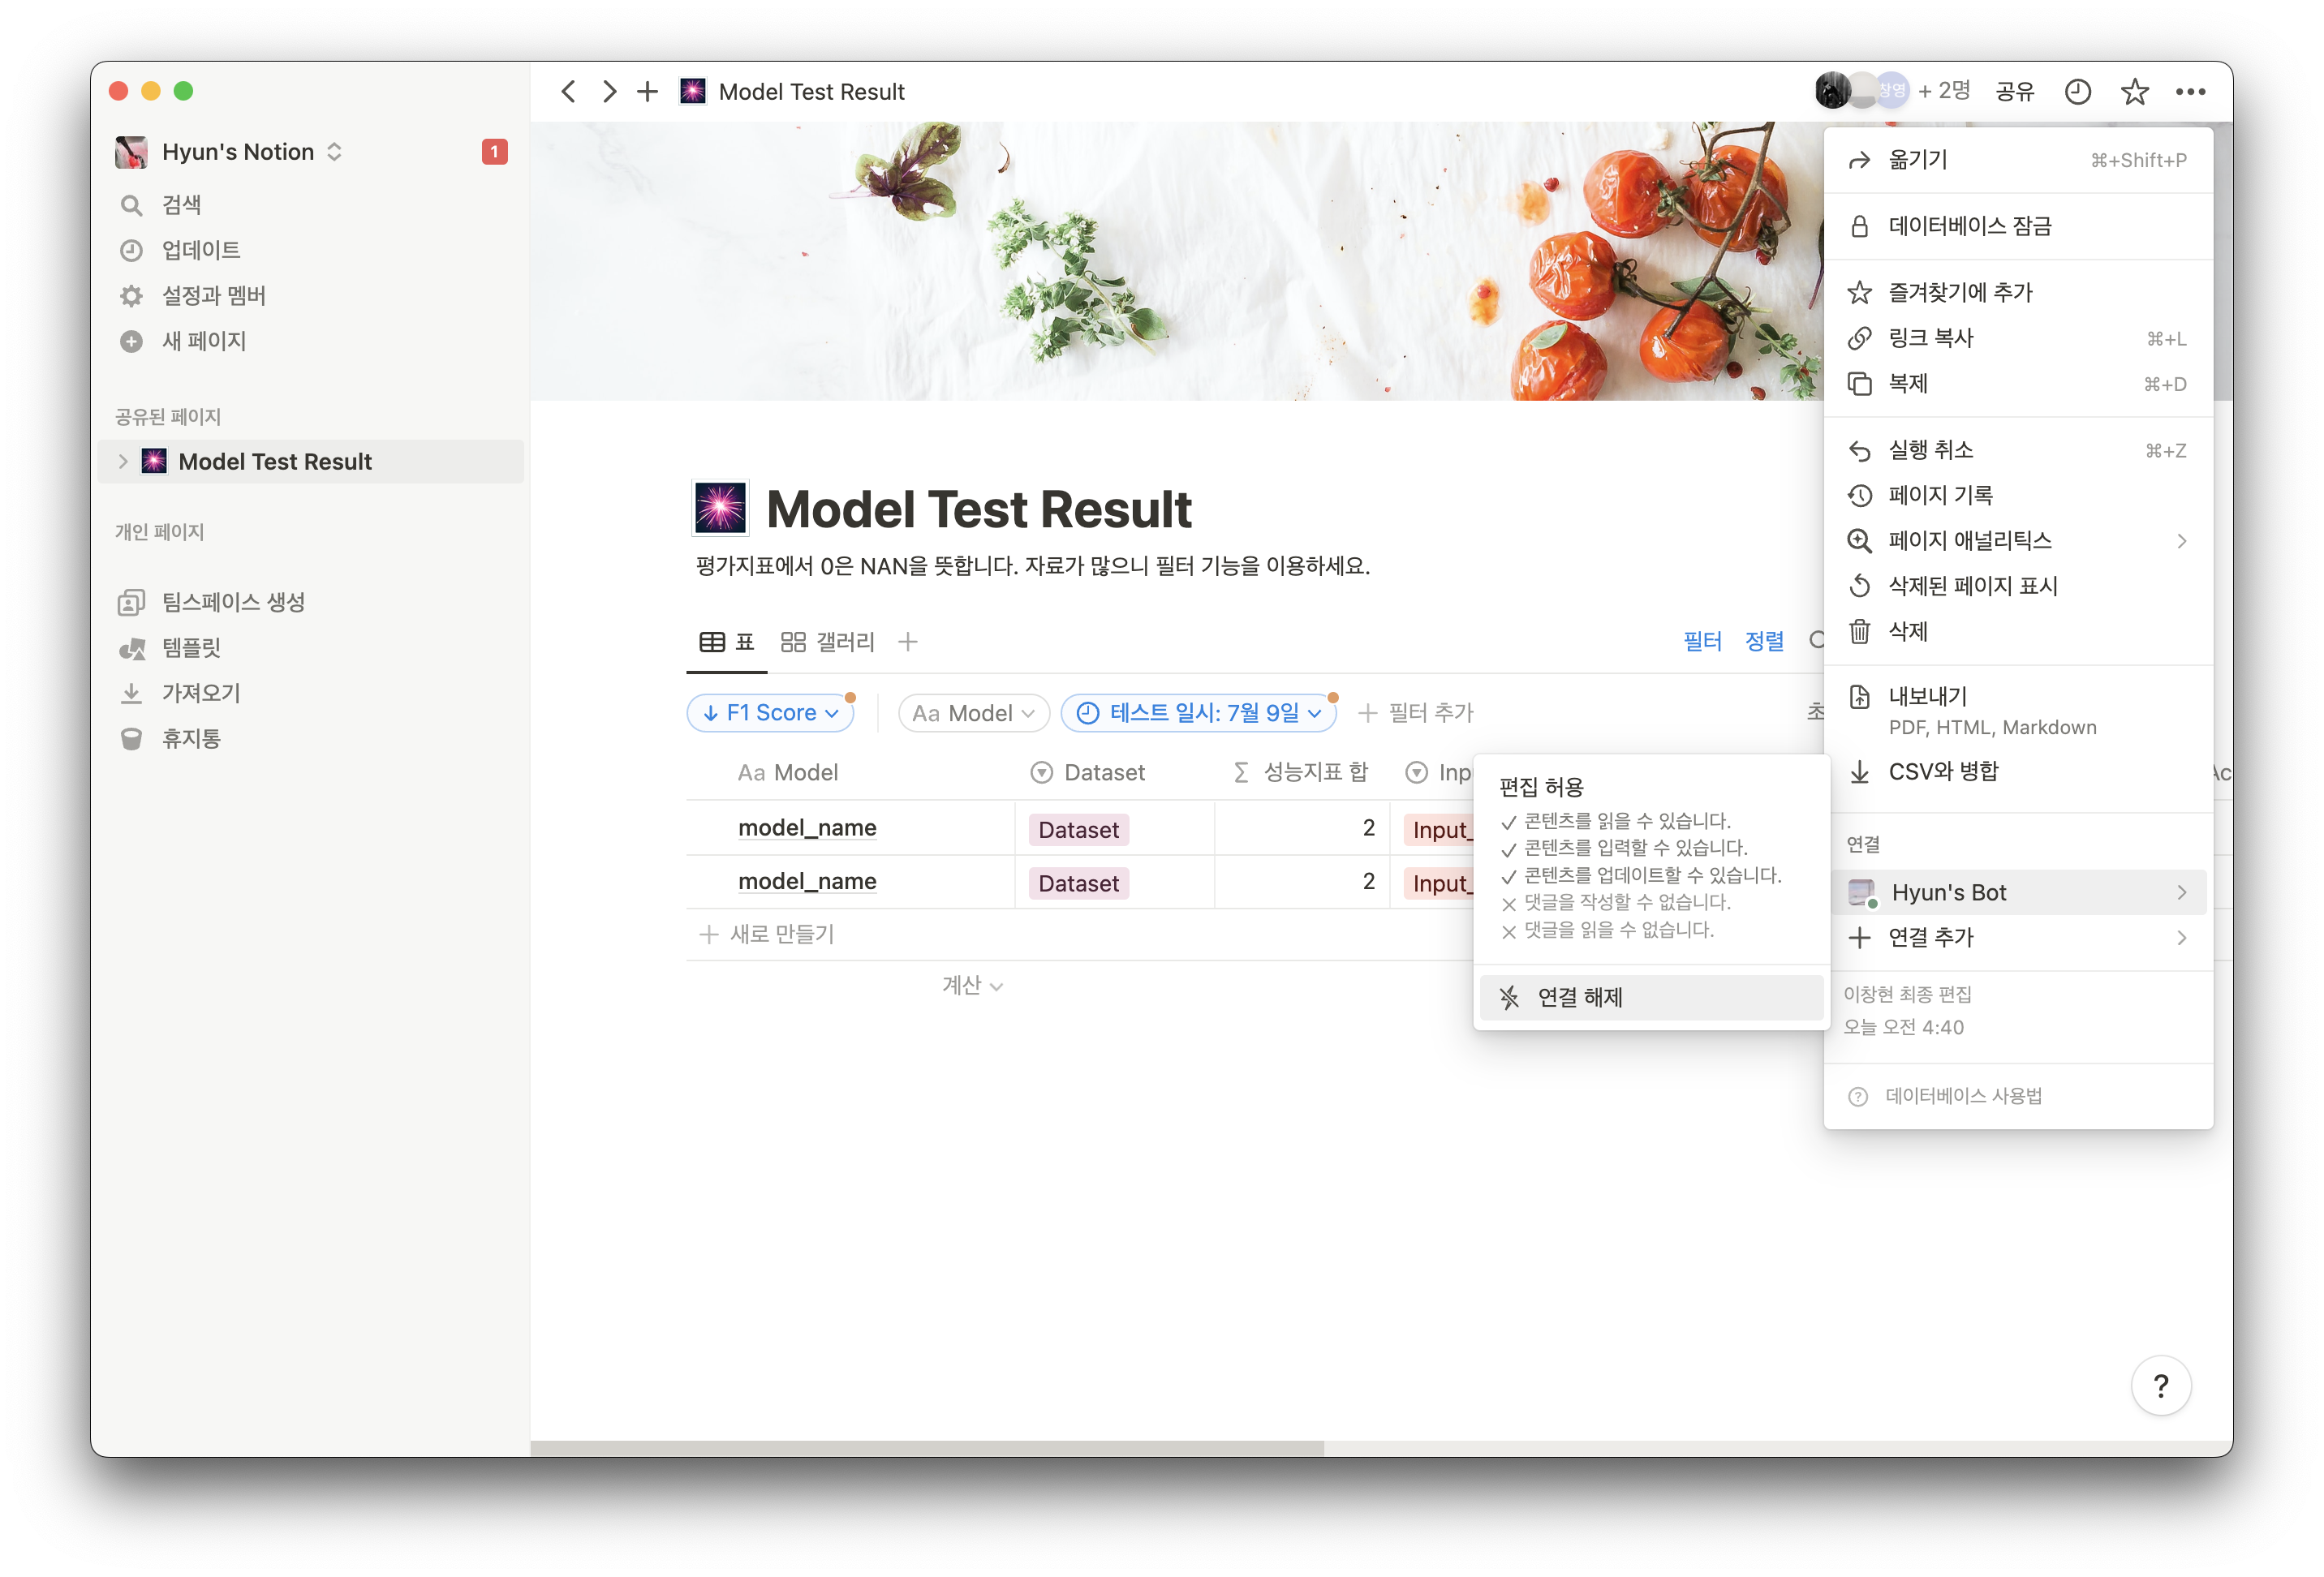 Hyun's Notion
1
검색
업데이트
설정과 멤버
새 페이지
공유된 페이지
Model Test Result
개인 페이지
팀스페이스 생성
템플릿
가져오기
휴지통
Model Test Result
창영
+ 2명
공유
Model Test Result
평가지표에서 0은 NAN을 뜻합니다. 자료가 많으니 필터 기능을 이용하세요.
표
갤러리
필터
정렬
F1 Score
Aa Model
테스트 일시: 7월 9일
필터 추가
초
Aa Model
Dataset
Σ 성능지표 합
Inp
Ac
model_name
Dataset
2
Input_
model_name
Dataset
2
Input_
새로 만들기
계산
편집 허용
콘텐츠를 읽을 수 있습니다.
콘텐츠를 입력할 수 있습니다.
콘텐츠를 업데이트할 수 있습니다.
댓글을 작성할 수 없습니다.
댓글을 읽을 수 없습니다.
연결 해제
옮기기 ⌘+Shift+P
데이터베이스 잠금
즐겨찾기에 추가
링크 복사 ⌘+L
복제 ⌘+D
실행 취소 ⌘+Z
페이지 기록
페이지 애널리틱스
삭제된 페이지 표시
삭제
내보내기
PDF, HTML, Markdown
CSV와 병합
연결
Hyun's Bot
연결 추가
이창현 최종 편집
오늘 오전 4:40
데이터베이스 사용법
?